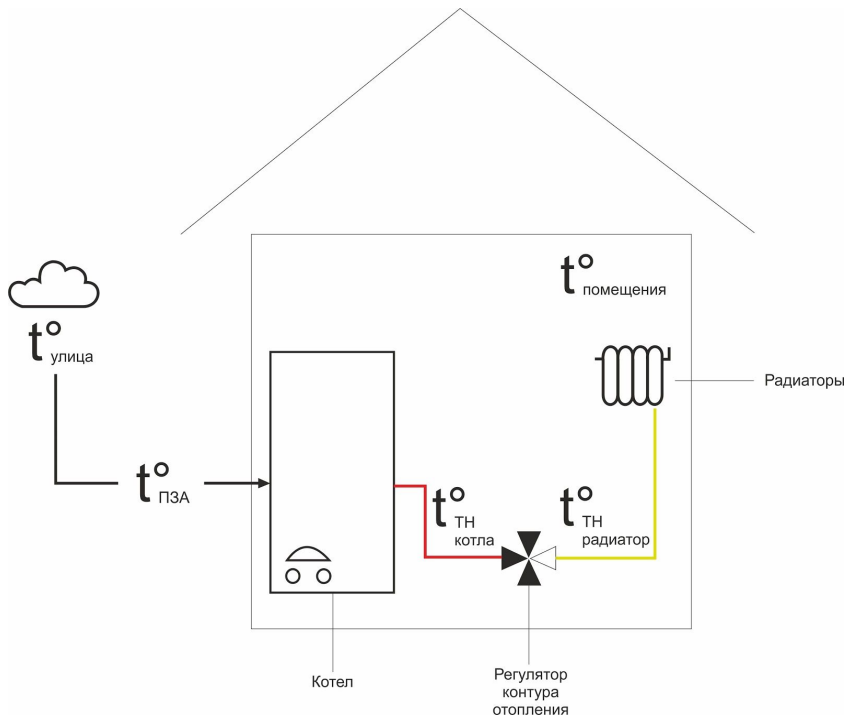 t°
помещения
t°
улица
Радиаторы
t°
ПЗА
t°
ТН
котла
t°
ТН
радиатор
Котел
Регулятор
контура
отопления